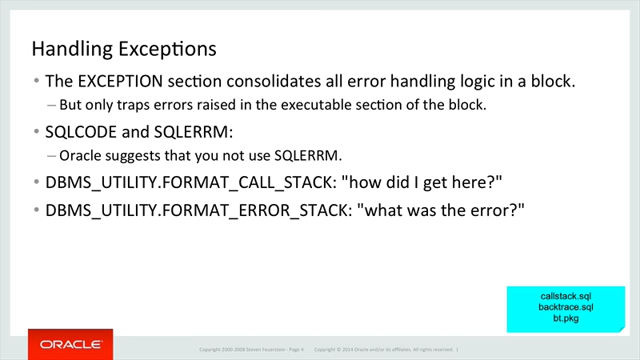 Handling Exceptions
• The EXCEPTION section consolidates all error handling logic in a block.
– But only traps errors raised in the executable section of the block.
• SQLCODE and SQLERRM:
– Oracle suggests that you not use SQLERRM.
• DBMS_UTILITY.FORMAT_CALL_STACK: "how did I get here?"
• DBMS_UTILITY.FORMAT_ERROR_STACK: "what was the error?"
callstack.sql
backtrace.sql
bt.pkg
ORACLE
Copyright 2000-2008 Steven Feuerstein - Page 4
Copyright © 2014 Oracle and/or its affiliates. All rights reserved. |